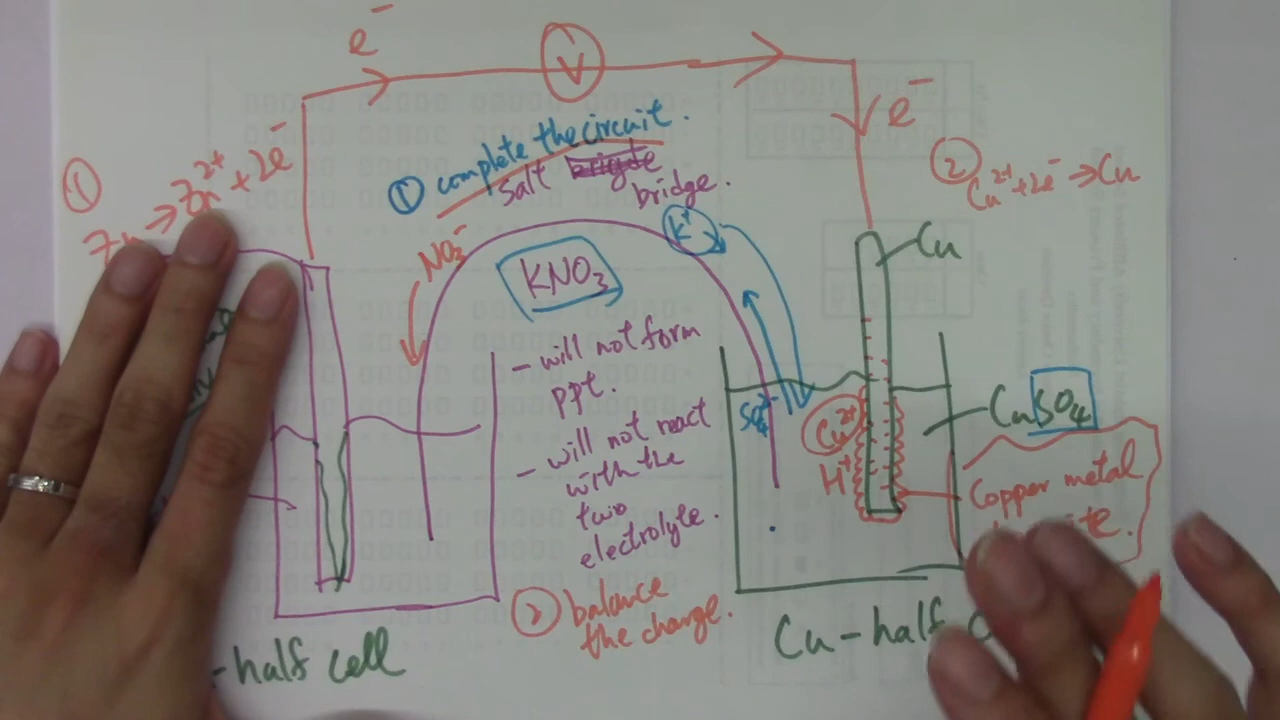 e⁻
V
e⁻
① complete the circuit.
salt
bridge.
①
Zn → Zn²⁺ + 2e⁻
②
Cu²⁺ + 2e⁻ → Cu
NO₃⁻
K⁺
KNO₃
Cu
- will not form
ppt.
- will not react
with the
two
electrolyte.
② balance
the charge.
SO₄²⁻
Cu²⁺
H⁺
CuSO₄
Copper metal
-half cell
Cu-half